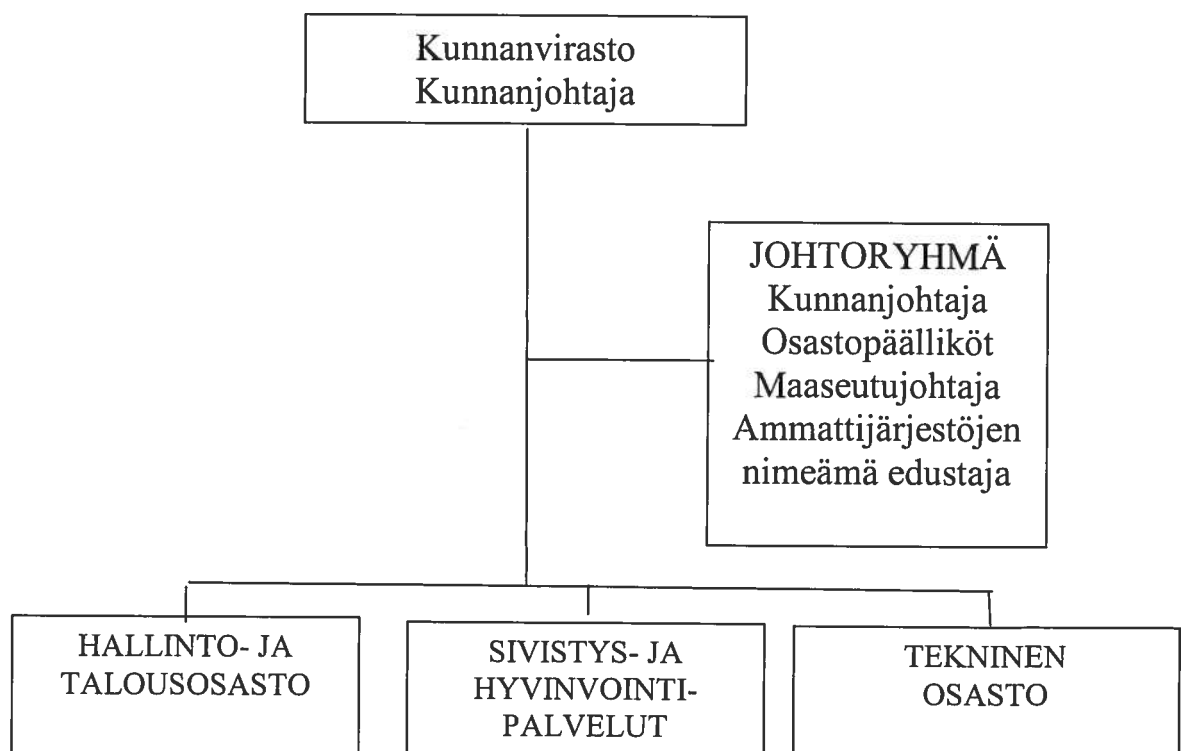 Kunnanvirasto
Kunnanjohtaja
JOHTORYHMÄ
Kunnanjohtaja
Osastopäälliköt
Maaseutujohtaja
Ammattijärjestöjen
nimeämä edustaja
HALLINTO- JA
TALOUSOSASTO
SIVISTYS- JA
HYVINVOINTI-
PALVELUT
TEKNINEN
OSASTO